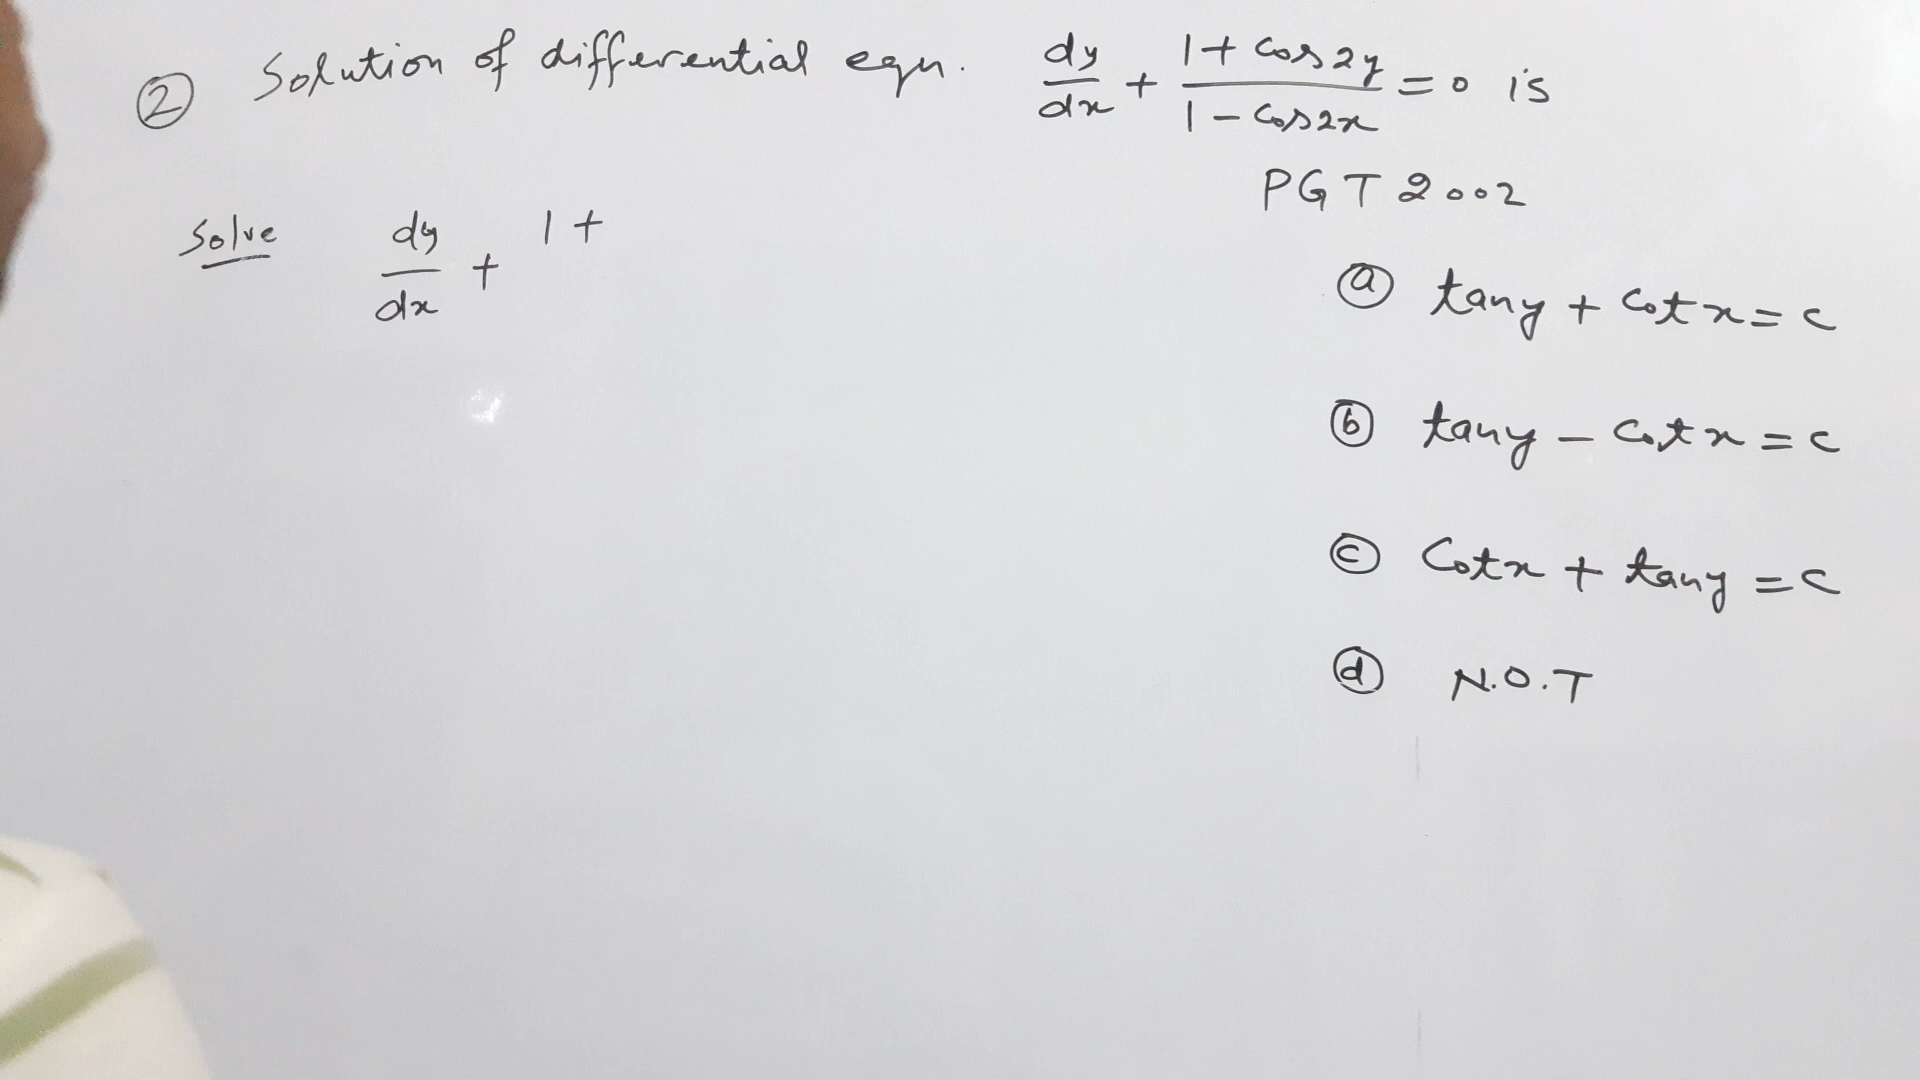 ② Solution of differential eqn. dy/dx + (1 + cos2y)/(1 - cos2x) = 0 is
PGT 2002
Solve dy/dx + 1 +
ⓐ tany + cotx = c
ⓑ tany - cotx = c
ⓒ cotx + tany = c
ⓓ N.O.T